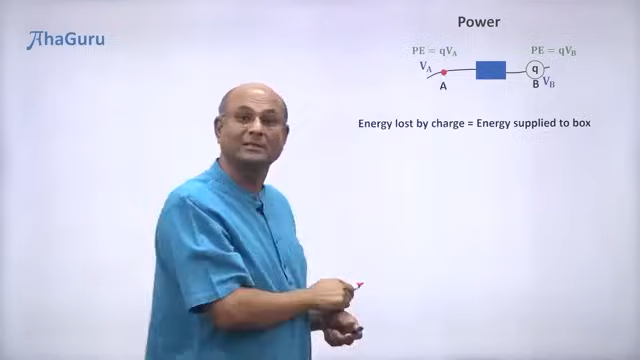 AhaGuru
Power
PE = qV_A PE = qV_B
V_A q
A B V_B
Energy lost by charge = Energy supplied to box